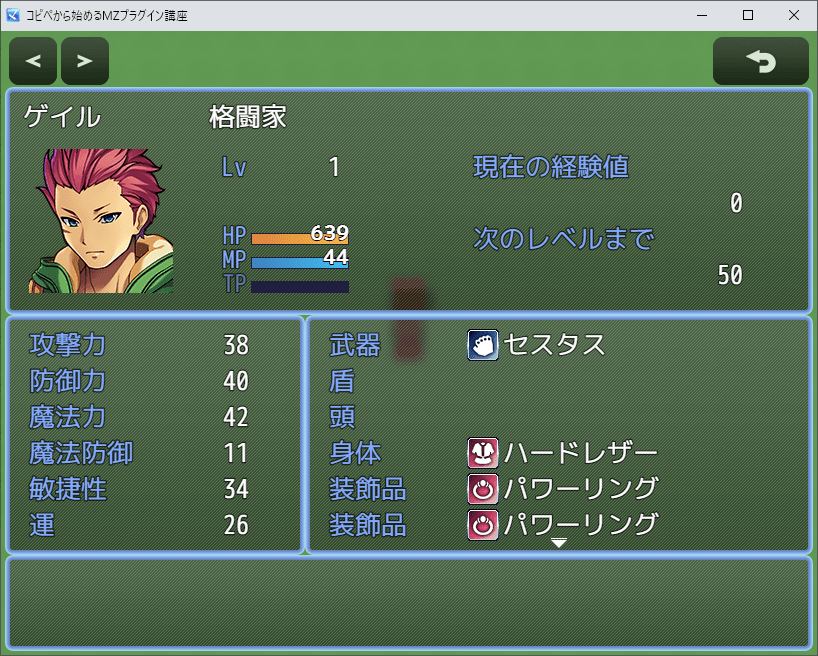 コピペから始めるMZプラグイン講座
< >
ゲイル 格闘家
Lv 1
現在の経験値
0
HP 639
次のレベルまで
MP 44
TP
50
攻撃力 38
防御力 40
魔法力 42
魔法防御 11
敏捷性 34
運 26
武器 セスタス
盾
頭
身体 ハードレザー
装飾品 パワーリング
装飾品 パワーリング